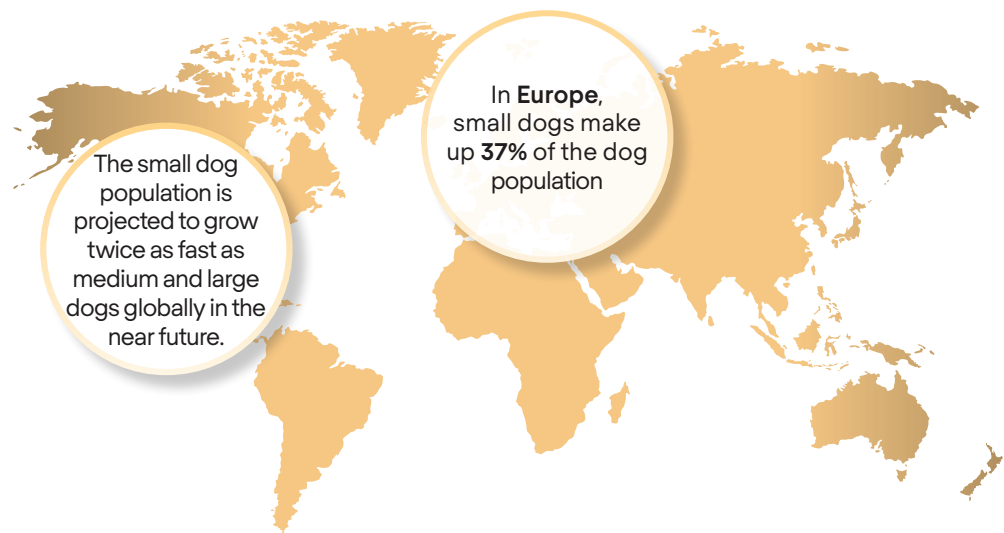 The small dog
population is
projected to grow
twice as fast as
medium and large
dogs globally in the
near future.
In Europe,
small dogs make
up 37% of the dog
population